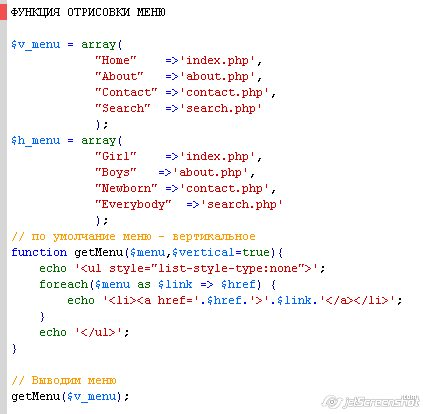 ФУНКЦИЯ ОТРИСОВКИ МЕНЮ
$v_menu = array(
"Home" =>'index.php',
"About" =>'about.php',
"Contact" =>'contact.php',
"Search" =>'search.php'
);
$h_menu = array(
"Girl" =>'index.php',
"Boys" =>'about.php',
"Newborn" =>'contact.php',
"Everybody" =>'search.php'
);
// по умолчание меню - вертикальное
function getMenu($menu,$vertical=true){
echo '<ul style="list-style-type:none">';
foreach($menu as $link => $href) {
echo '<li><a href='.$href.'>'.$link.'</a></li>';
}
echo '</ul>';
}
// Выводим меню
getMenu($v_menu);
jetScreenshot